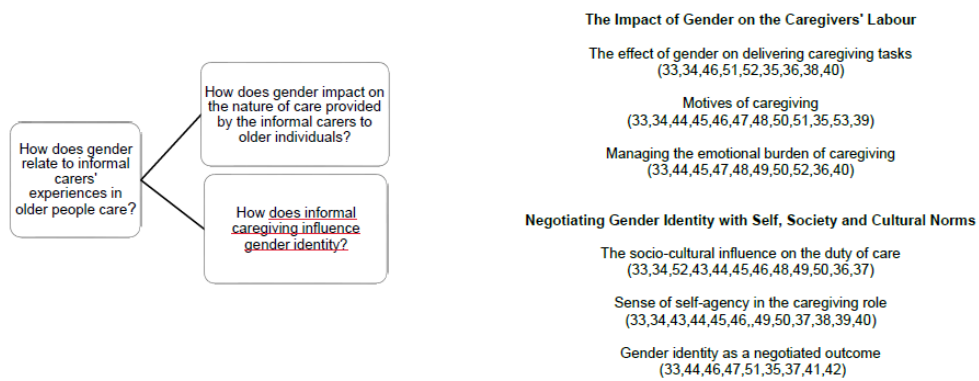 How does gender
relate to informal
carers'
experiences in
older people care?
How does gender impact on
the nature of care provided
by the informal carers to
older individuals?
How does informal
caregiving influence
gender identity?
The Impact of Gender on the Caregivers' Labour
The effect of gender on delivering caregiving tasks
(33,34,46,51,52,35,36,38,40)
Motives of caregiving
(33,34,44,45,46,47,48,50,51,35,53,39)
Managing the emotional burden of caregiving
(33,44,45,47,48,49,50,52,36,40)
Negotiating Gender Identity with Self, Society and Cultural Norms
The socio-cultural influence on the duty of care
(33,34,52,43,44,45,46,48,49,50,36,37)
Sense of self-agency in the caregiving role
(33,34,43,44,45,46,,49,50,37,38,39,40)
Gender identity as a negotiated outcome
(33,44,46,47,51,35,37,41,42)